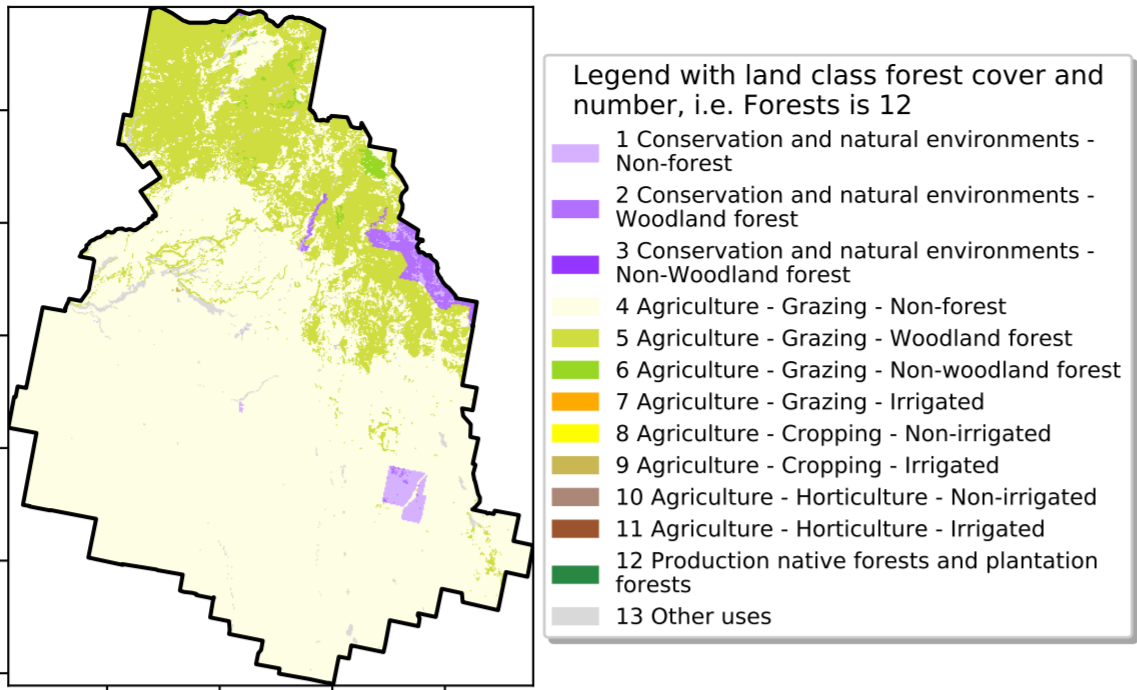 Legend with land class forest cover and
number, i.e. Forests is 12
1 Conservation and natural environments -
Non-forest
2 Conservation and natural environments -
Woodland forest
3 Conservation and natural environments -
Non-Woodland forest
4 Agriculture - Grazing - Non-forest
5 Agriculture - Grazing - Woodland forest
6 Agriculture - Grazing - Non-woodland forest
7 Agriculture - Grazing - Irrigated
8 Agriculture - Cropping - Non-irrigated
9 Agriculture - Cropping - Irrigated
10 Agriculture - Horticulture - Non-irrigated
11 Agriculture - Horticulture - Irrigated
12 Production native forests and plantation
forests
13 Other uses